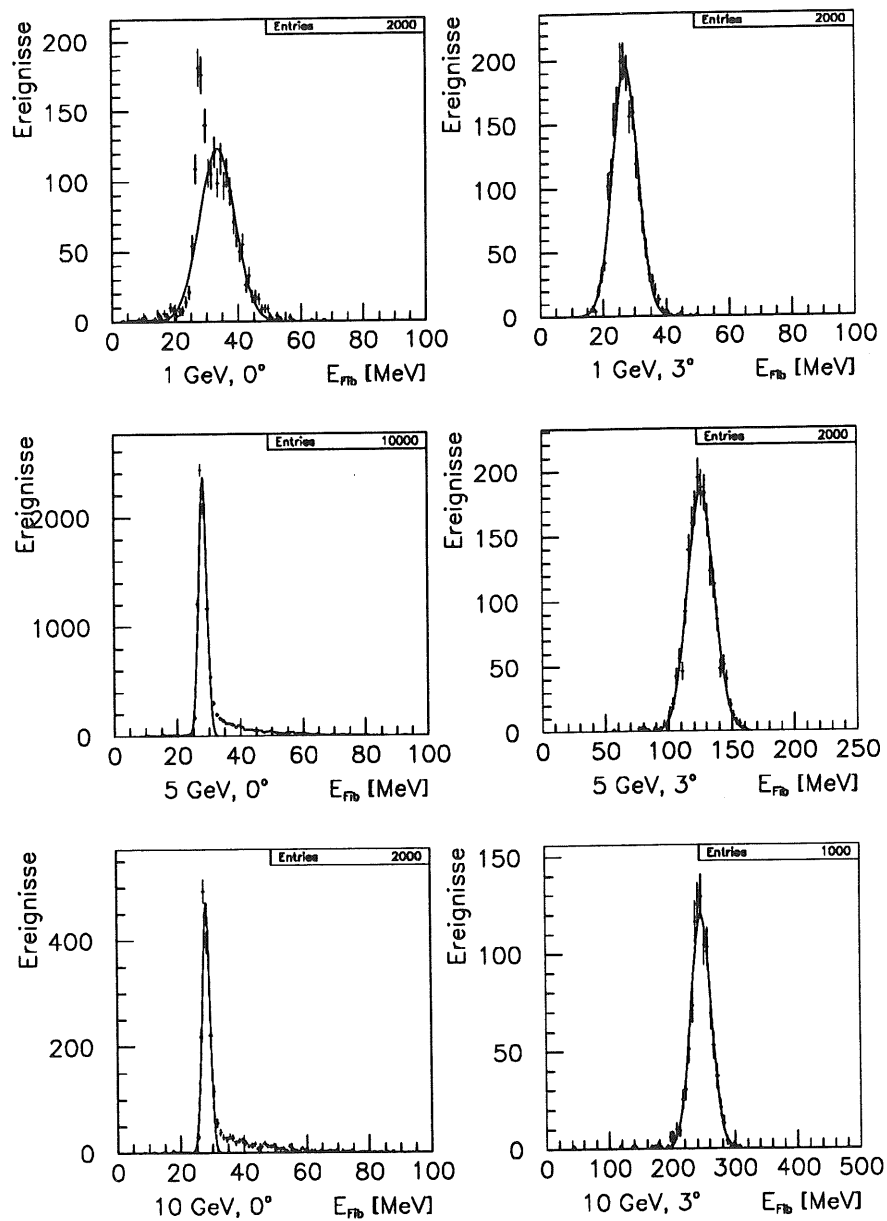 Entries 2000
Ereignisse
200
150
100
50
0
0 20 40 60 80 100
1 GeV, 0° E_Fib [MeV]
Entries 2000
Ereignisse
200
150
100
50
0
0 20 40 60 80 100
1 GeV, 3° E_Fib [MeV]
Entries 10000
Ereignisse
2000
1000
0
0 20 40 60 80 100
5 GeV, 0° E_Fib [MeV]
Entries 2000
Ereignisse
200
150
100
50
0
0 50 100 150 200 250
5 GeV, 3° E_Fib [MeV]
Entries 2000
Ereignisse
400
200
0
0 20 40 60 80 100
10 GeV, 0° E_Fib [MeV]
Entries 1000
Ereignisse
150
100
50
0
0 100 200 300 400 500
10 GeV, 3° E_Fib [MeV]